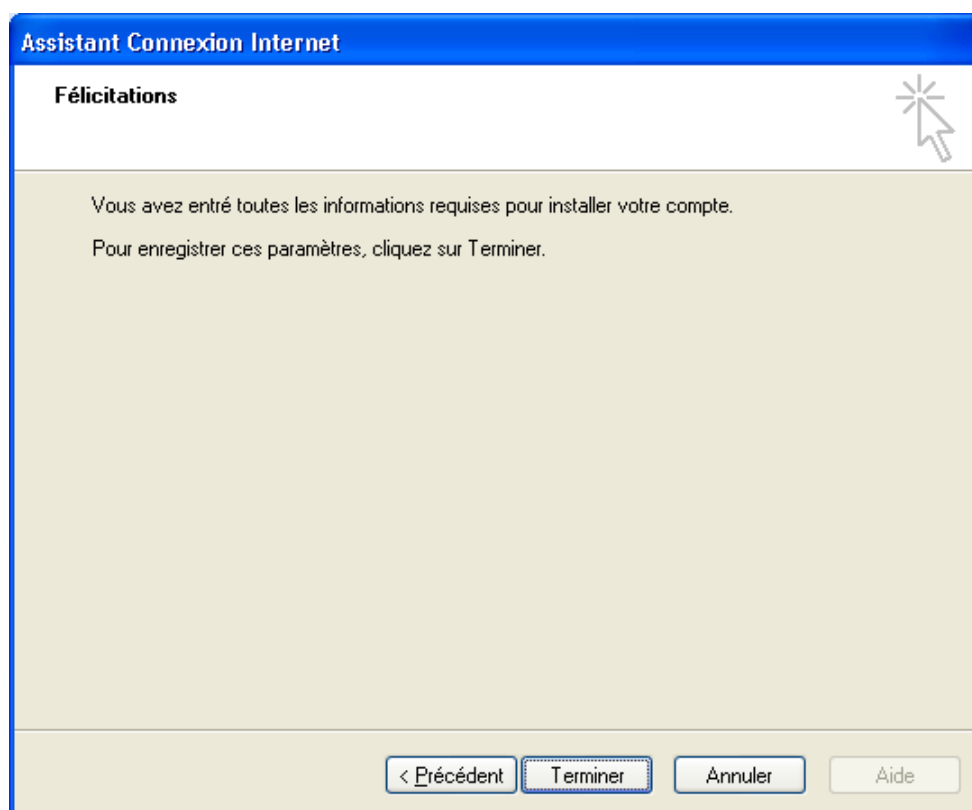 Assistant Connexion Internet
Félicitations
Vous avez entré toutes les informations requises pour installer votre compte.
Pour enregistrer ces paramètres, cliquez sur Terminer.
< Précédent Terminer Annuler Aide